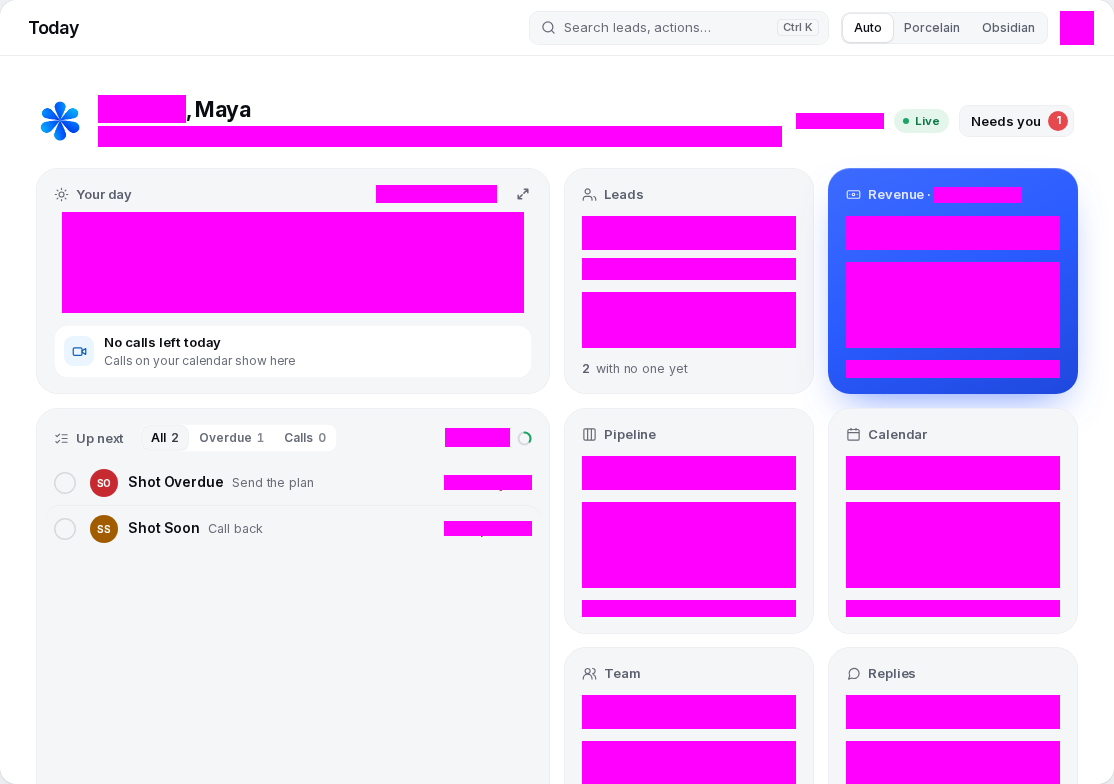 Today
Search leads, actions… Ctrl K
Auto Porcelain Obsidian
, Maya
Live
Needs you 1
Your day
No calls left today
Calls on your calendar show here
Leads
2 with no one yet
Revenue ·
Up next All 2 Overdue 1 Calls 0
SO Shot Overdue Send the plan
SS Shot Soon Call back
Pipeline
Calendar
Team
Replies